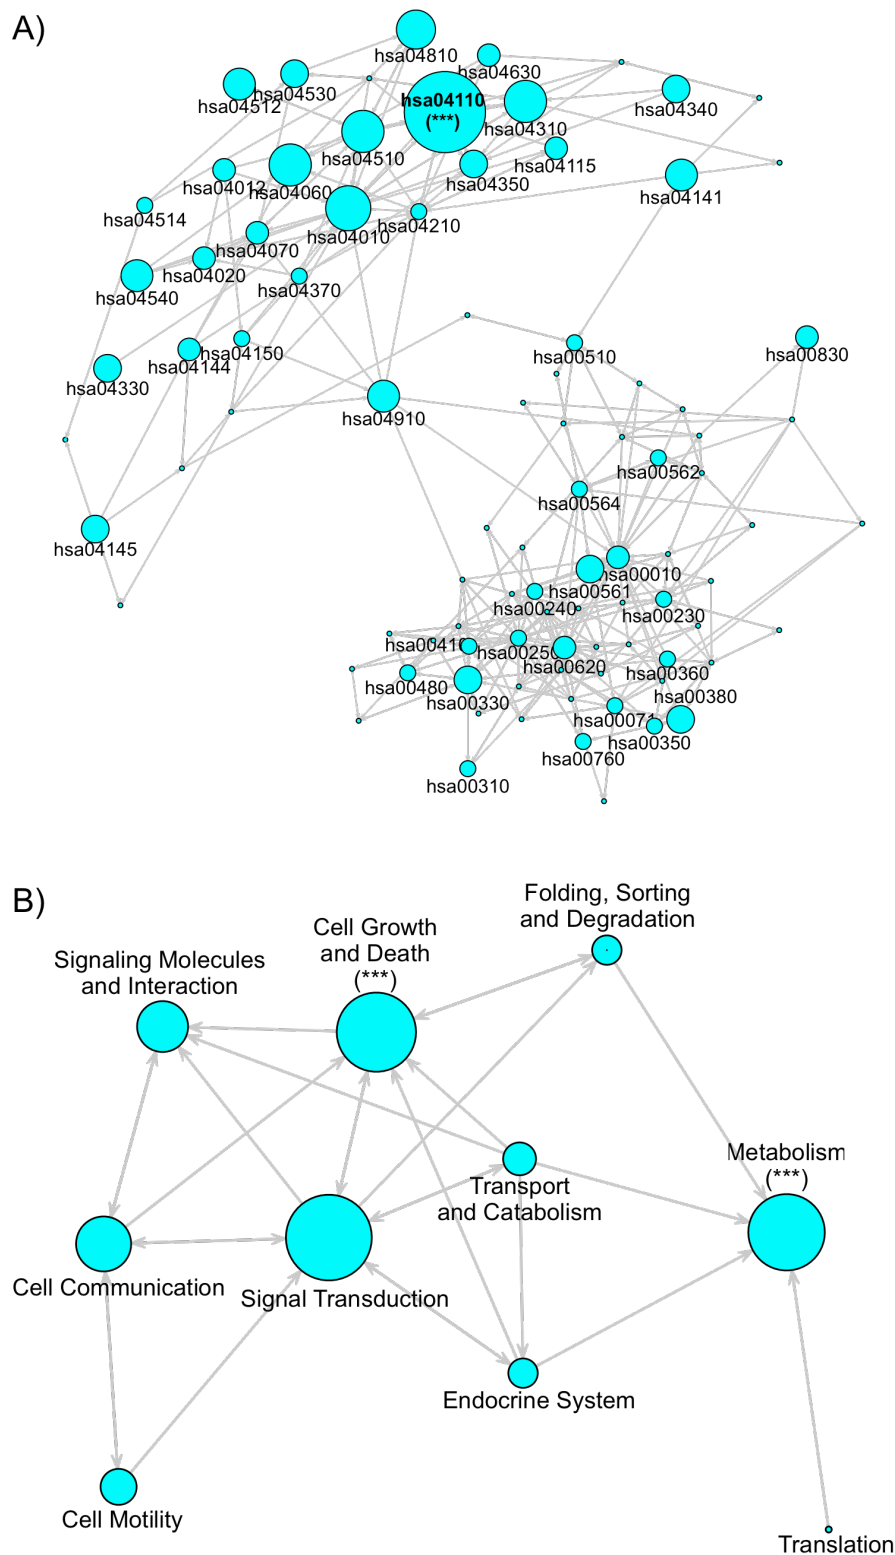 A)
hsa04810
hsa04630
hsa04530
hsa04512
hsa04110
(***)
hsa04310
hsa04340
hsa04510
hsa04115
hsa04350
hsa04012
hsa04060
hsa04141
hsa04514
hsa04010
hsa04210
hsa04070
hsa04020
hsa04370
hsa04540
hsa00510
hsa00830
hsa04150
hsa04144
hsa04330
hsa04910
hsa00562
hsa00564
hsa04145
hsa00010
hsa00561
hsa00240
hsa00230
hsa00410
hsa00250
hsa00620
hsa00360
hsa00480
hsa00330
hsa00380
hsa00071
hsa00350
hsa00760
hsa00310
B)
Folding, Sorting
and Degradation
Cell Growth
and Death
(***)
Signaling Molecules
and Interaction
Metabolism
(***)
Transport
and Catabolism
Cell Communication
Signal Transduction
Endocrine System
Cell Motility
Translation